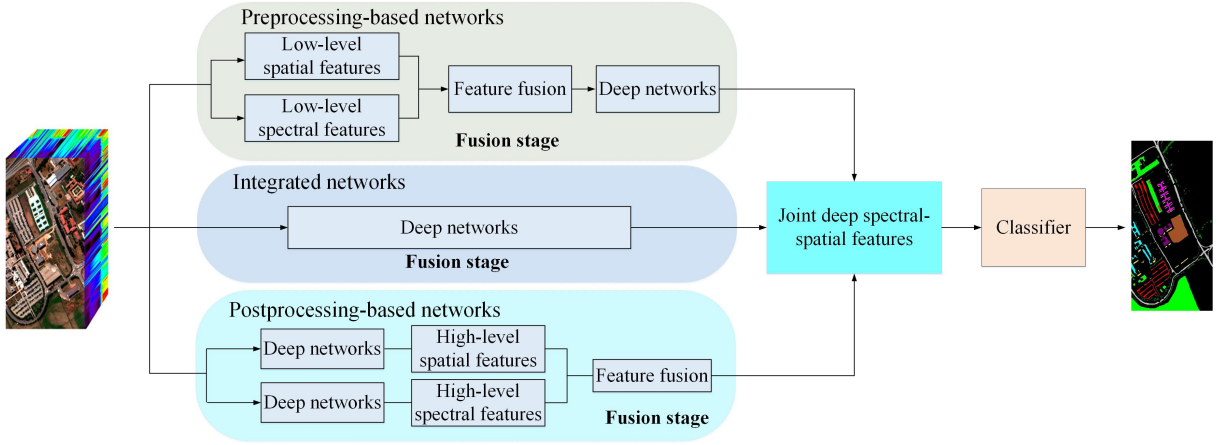 Preprocessing-based networks
Low-level
spatial features
Low-level
spectral features
Feature fusion
Deep networks
Fusion stage
Integrated networks
Deep networks
Fusion stage
Postprocessing-based networks
Deep networks
High-level
spatial features
Deep networks
High-level
spectral features
Feature fusion
Fusion stage
Joint deep spectral-
spatial features
Classifier